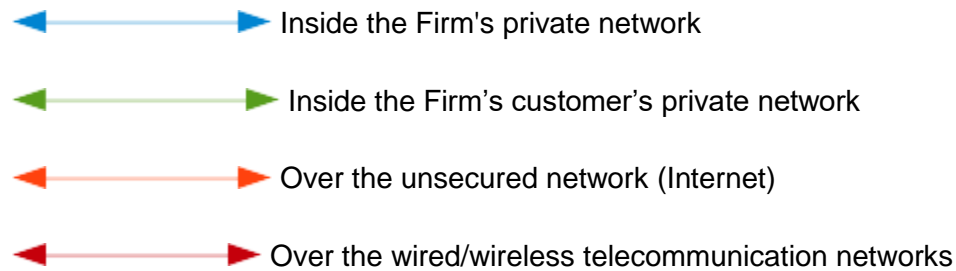 Inside the Firm's private network
Inside the Firm’s customer’s private network
Over the unsecured network (Internet)
Over the wired/wireless telecommunication networks